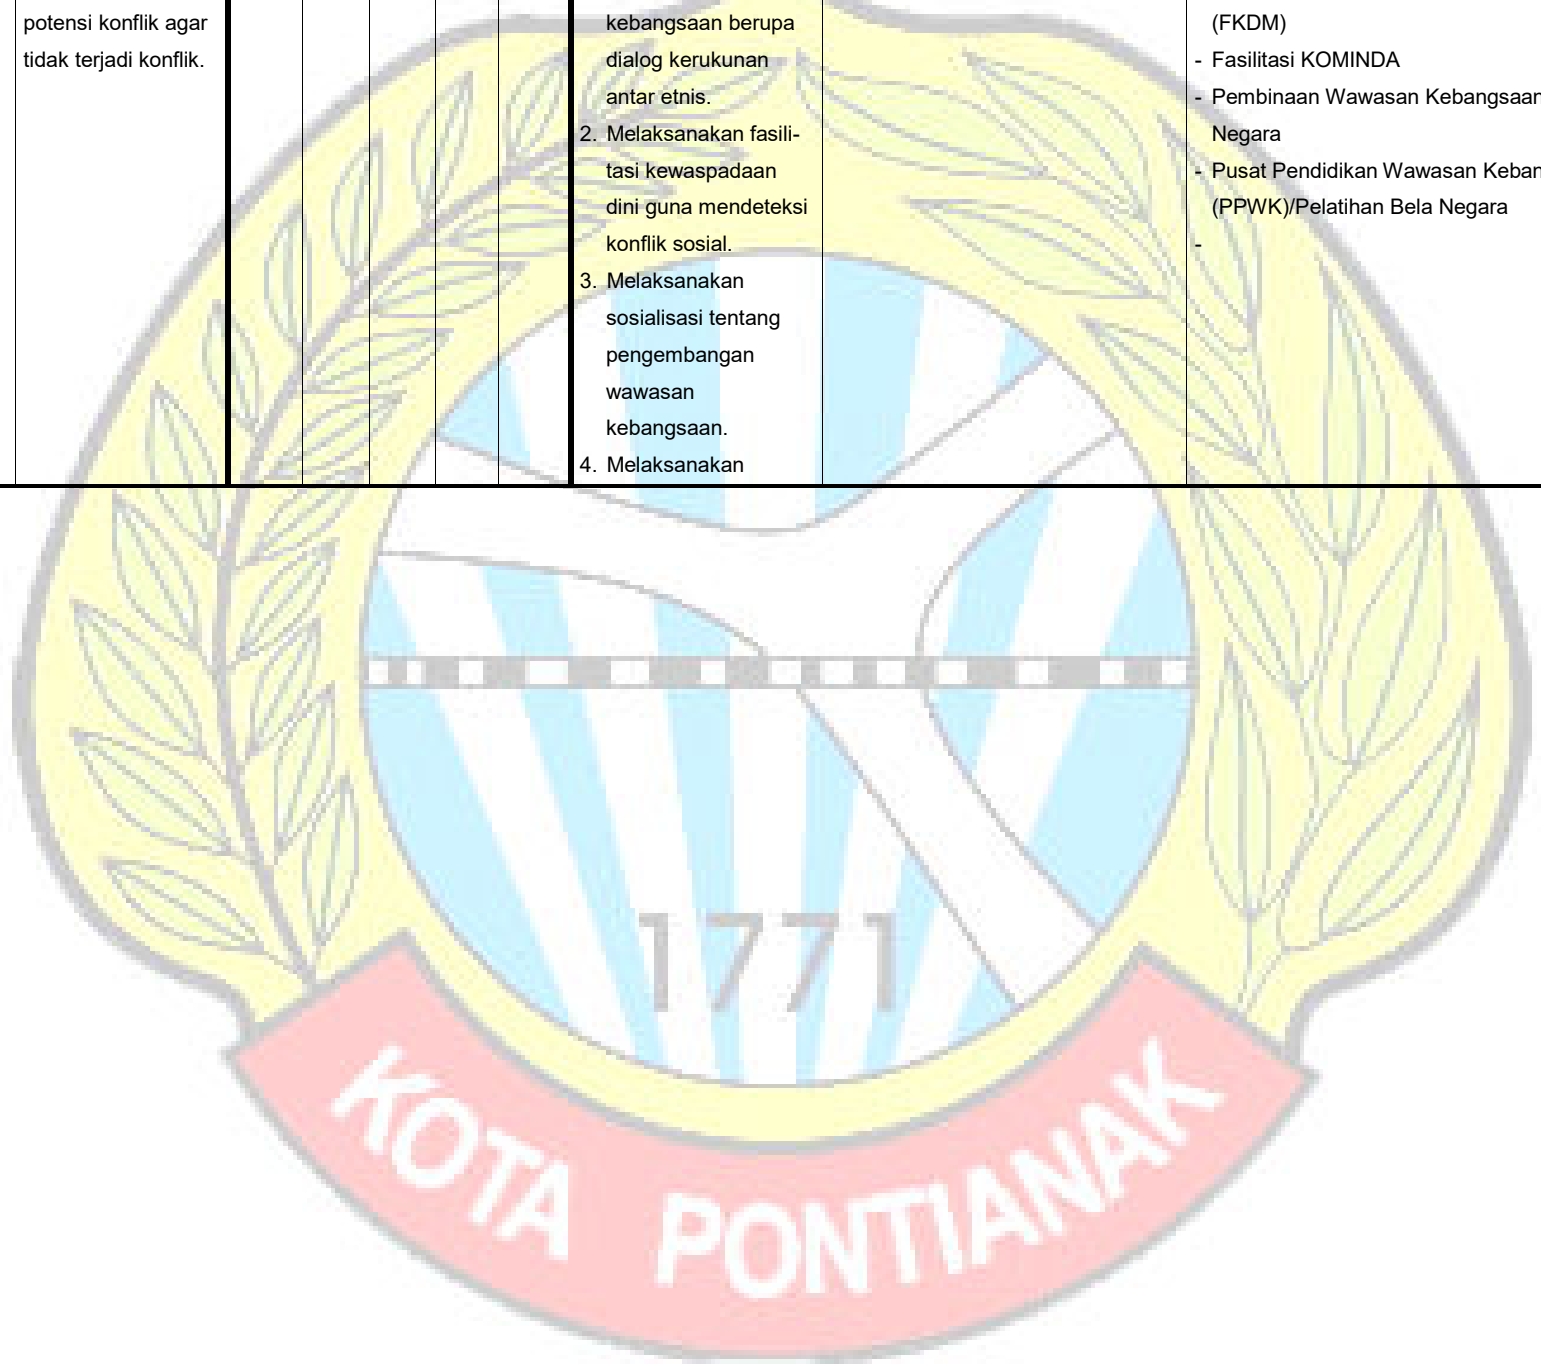 potensi konflik agar
tidak terjadi konflik.
kebangsaan berupa
dialog kerukunan
antar etnis.
2. Melaksanakan fasili-
tasi kewaspadaan
dini guna mendeteksi
konflik sosial.
3. Melaksanakan
sosialisasi tentang
pengembangan
wawasan
kebangsaan.
4. Melaksanakan
(FKDM)
- Fasilitasi KOMINDA
- Pembinaan Wawasan Kebangsaan
Negara
- Pusat Pendidikan Wawasan Keban
(PPWK)/Pelatihan Bela Negara
-
1771
KOTA PONTIANAK